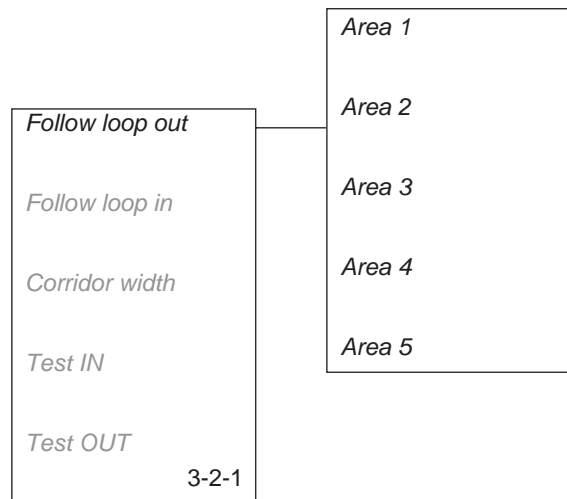 Follow loop out
Follow loop in
Corridor width
Test IN
Test OUT
3-2-1
Area 1
Area 2
Area 3
Area 4
Area 5